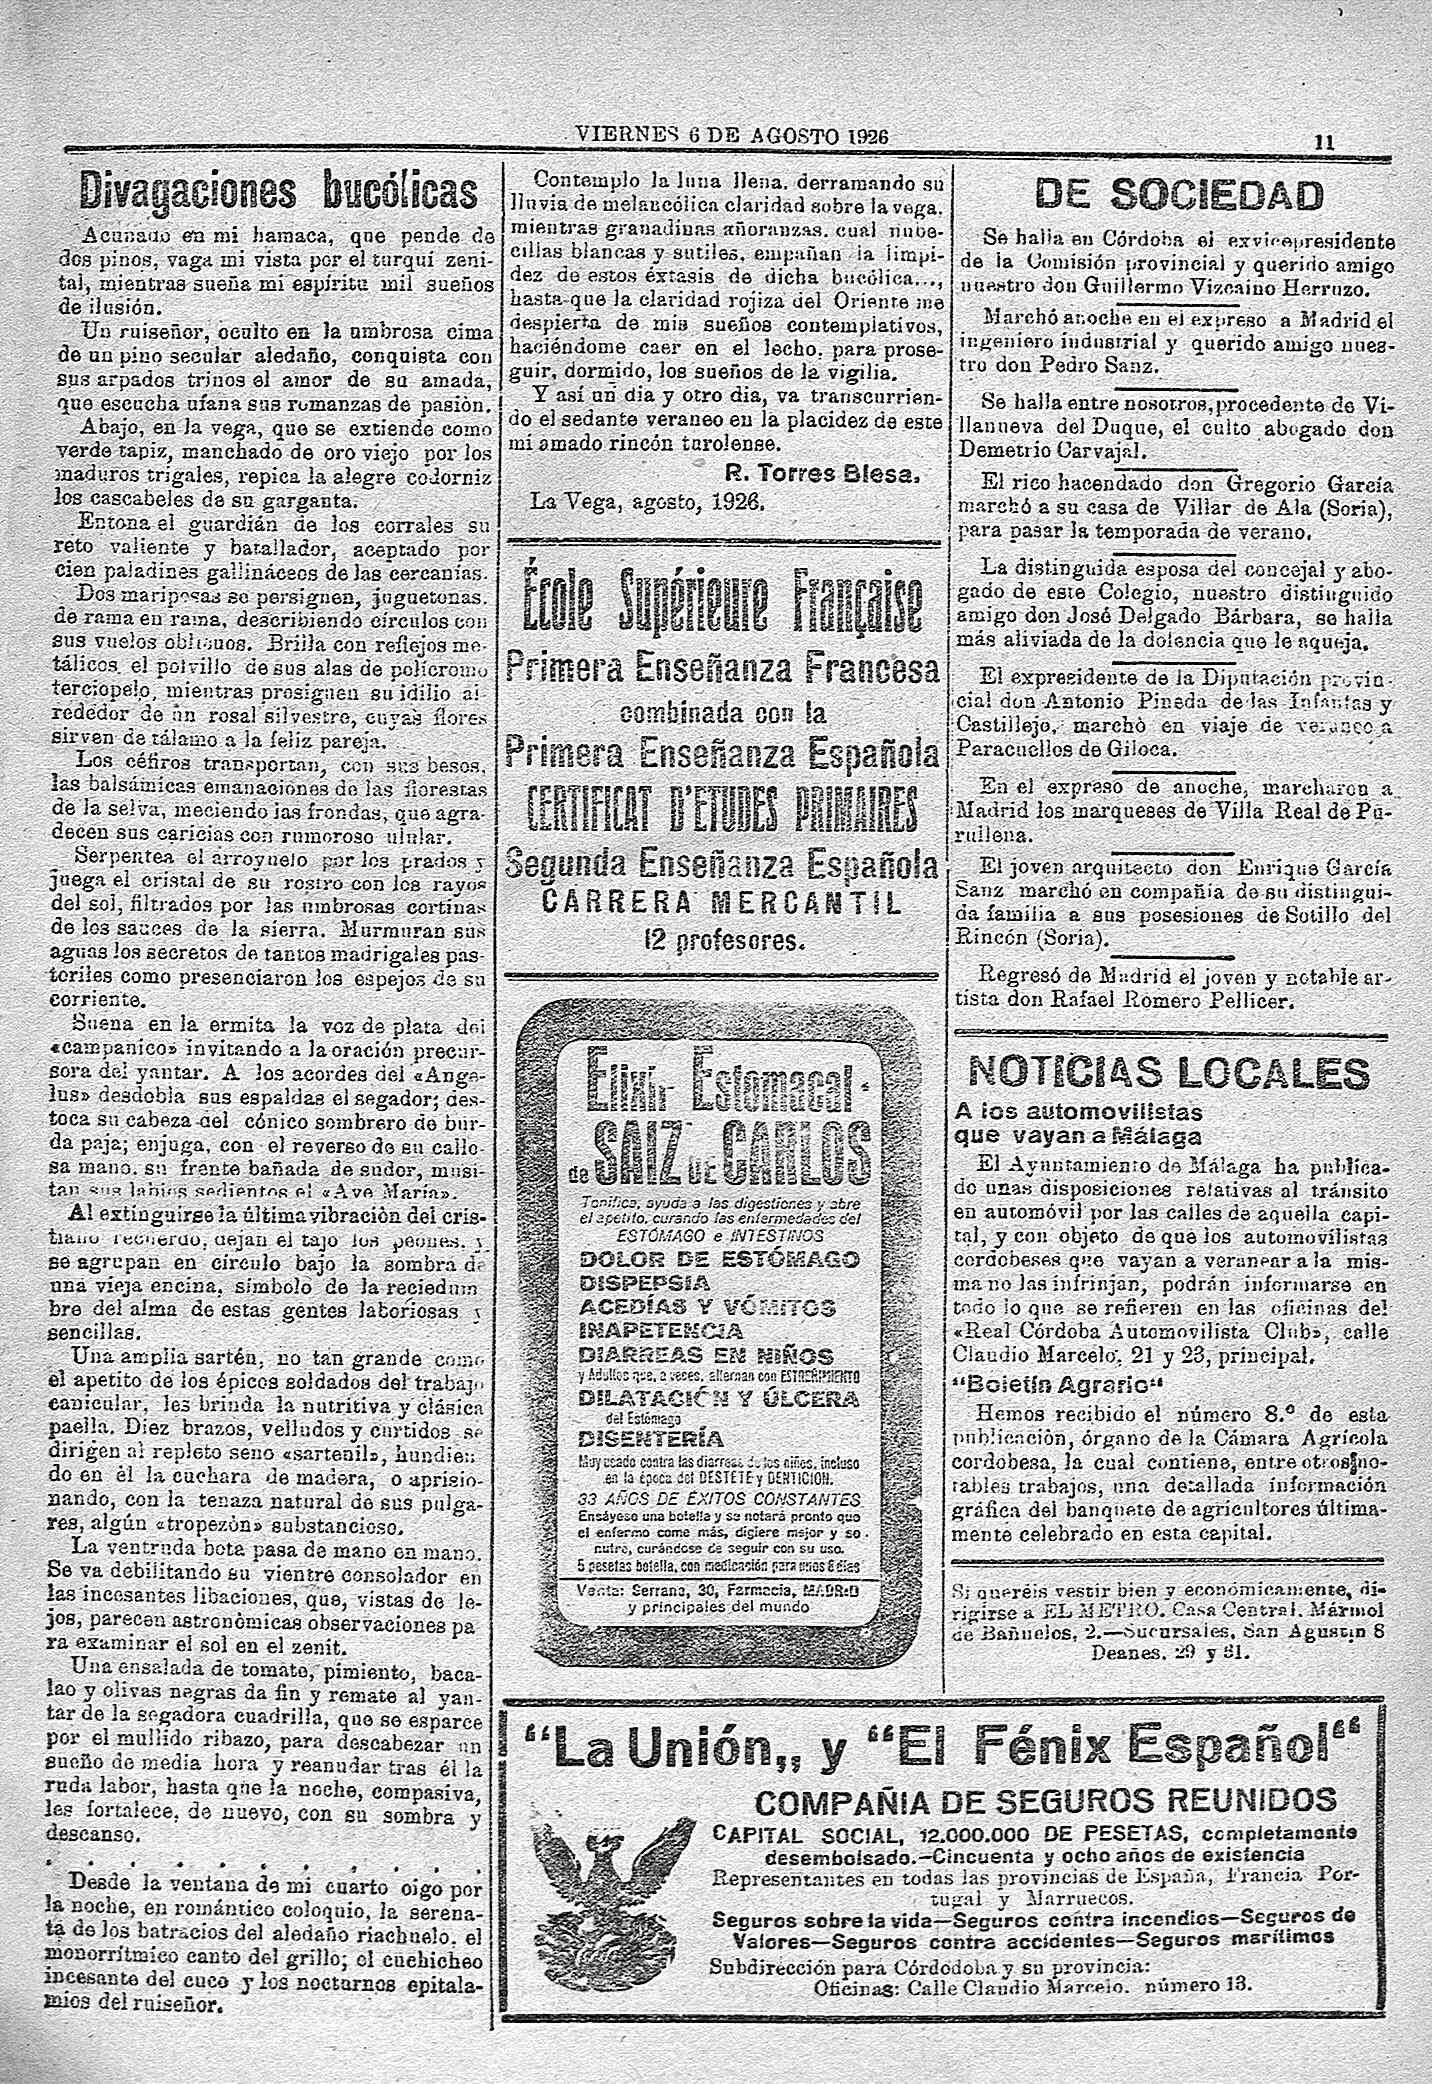 VIERNES 6 DE AGOSTO 1926
11
Divagaciones bucólicas
Acunado en mi hamaca, que pende de
dos pinos, vaga mi vista por el turquí zeni-
tal, mientras sueña mi espíritu mil sueños
de ilusión.
Un ruiseñor, oculto en la umbrosa cima
de un pino secular aledaño, conquista con
sus arpados trinos el amor de su amada,
que escucha ufana sus romanzas de pasión.
Abajo, en la vega, que se extiende como
verde tapiz, manchado de oro viejo por los
maduros trigales, repica la alegre codorniz
los cascabeles de su garganta.
Entona el guardián de los corrales su
reto valiente y batallador, aceptado por
cien paladines gallináceos de las cercanías.
Dos mariposas se persiguen, juguetonas,
de rama en rama, describiendo círculos con
sus vuelos oblicuos. Brilla con reflejos me-
tálicos el polvillo de sus alas de polícromo
terciopelo, mientras prosiguen su idilio al-
rededor de un rosal silvestre, cuyas flores
sirven de tálamo a la feliz pareja.
Los céfiros transportan, con sus besos,
las balsámicas emanaciones de las florestas
de la selva, meciendo las frondas, que agra-
decen sus caricias con rumoroso ulular.
Serpentea el arroyuelo por los prados y
juega el cristal de su rostro con los rayos
del sol, filtrados por las umbrosas cortinas
de los sauces de la sierra. Murmuran sus
aguas los secretos de tantos madrigales pas-
toriles como presenciaron los espejos de su
corriente.
Suena en la ermita la voz de plata del
«campanico» invitando a la oración precur-
sora del yantar. A los acordes del «Ange-
lus» desdobla sus espaldas el segador; des-
toca su cabeza del cónico sombrero de bur-
da paja; enjuga, con el reverso de su callo-
sa mano, su frente bañada de sudor, musi-
tan sus labios sedientos el «Ave María».
Al extinguirse la última vibración del cris-
tiano recuerdo, dejan el tajo los peones, y
se agrupan en círculo bajo la sombra de
una vieja encina, símbolo de la reciedum
bre del alma de estas gentes laboriosas y
sencillas.
Una amplia sartén, no tan grande como
el apetito de los épicos soldados del trabajo
canicular, les brinda la nutritiva y clásica
paella. Diez brazos, velludos y curtidos se
dirigen al repleto seno «sartenil», hundien-
do en él la cuchara de madera, o aprisio-
nando, con la tenaza natural de sus pulga-
res, algún «tropezón» substancioso.
La ventruda bota pasa de mano en mano.
Se va debilitando su vientre consolador en
las incesantes libaciones, que, vistas de le-
jos, parecen astronómicas observaciones pa
ra examinar el sol en el zenit.
Una ensalada de tomate, pimiento, baca-
lao y olivas negras da fin y remate al yan-
tar de la segadora cuadrilla, que se esparce
por el mullido ribazo, para descabezar un
sueño de media hora y reanudar tras él la
ruda labor, hasta que la noche, compasiva,
les fortalece, de nuevo, con su sombra y
descanso.
. . . . . . . . . . .
Desde la ventana de mi cuarto oigo por
la noche, en romántico coloquio, la serena-
ta de los batracios del aledaño riachuelo, el
monorrítmico canto del grillo; el cuchicheo
incesante del cuco y los nocturnos epitala-
mios del ruiseñor.
Contemplo la luna llena, derramando su
lluvia de melancólica claridad sobre la vega,
mientras granadinas añoranzas, cual nube-
cillas blancas y sutiles, empañan la limpi-
dez de estos éxtasis de dicha bucólica...,
hasta que la claridad rojiza del Oriente me
despierta de mis sueños contemplativos,
haciéndome caer en el lecho, para prose-
guir, dormido, los sueños de la vigilia.
Y así un día y otro día, va transcurrien-
do el sedante veraneo en la placidez de este
mi amado rincón turolense.
R. Torres Blesa.
La Vega, agosto, 1926.
École Supérieure Française
Primera Enseñanza Francesa
combinada con la
Primera Enseñanza Española
CERTIFICAT D'ETUDES PRIMAIRES
Segunda Enseñanza Española
CARRERA MERCANTIL
12 profesores.
Elixir Estomacal
de SAIZ DE CARLOS
Tonifica, ayuda a las digestiones y abre
el apetito, curando las enfermedades del
ESTÓMAGO e INTESTINOS
DOLOR DE ESTÓMAGO
DISPEPSIA
ACEDÍAS Y VÓMITOS
INAPETENCIA
DIARREAS EN NIÑOS
y Adultos que, a veces, alternan con ESTREÑIMIENTO
DILATACIÓN Y ÚLCERA
del Estómago
DISENTERÍA
Muy usado contra las diarreas de los niños, incluso
en la época del DESTETE y DENTICION.
33 AÑOS DE ÉXITOS CONSTANTES
Ensáyese una botella y se notará pronto que
el enfermo come más, digiere mejor y se
nutre, curándose de seguir con su uso.
5 pesetas botella, con medicación para unos 8 días
Venta: Serrano, 30, Farmacia, MADRID
y principales del mundo
DE SOCIEDAD
Se halla en Córdoba el exvicepresidente
de la Comisión provincial y querido amigo
nuestro don Guillermo Vizcaino Herruzo.
Marchó anoche en el expreso a Madrid el
ingeniero industrial y querido amigo nues-
tro don Pedro Sanz.
Se halla entre nosotros, procedente de Vi-
llanueva del Duque, el culto abogado don
Demetrio Carvajal.
El rico hacendado don Gregorio García
marchó a su casa de Villar de Ala (Soria),
para pasar la temporada de verano.
La distinguida esposa del concejal y abo-
gado de este Colegio, nuestro distinguido
amigo don José Delgado Bárbara, se halla
más aliviada de la dolencia que le aqueja.
El expresidente de la Diputación provin-
cial don Antonio Pineda de las Infantas y
Castillejo, marchó en viaje de veraneo a
Paracuellos de Giloca.
En el expreso de anoche, marcharon a
Madrid los marqueses de Villa Real de Pu-
rullena.
El joven arquitecto don Enrique García
Sanz marchó en compañía de su distingui-
da familia a sus posesiones de Sotillo del
Rincón (Soria).
Regresó de Madrid el joven y notable ar-
tista don Rafael Romero Pellicer.
NOTICIAS LOCALES
A los automovilistas
que vayan a Málaga
El Ayuntamiento de Málaga ha publica-
do unas disposiciones relativas al tránsito
en automóvil por las calles de aquella capi-
tal, y con objeto de que los automovilistas
cordobeses que vayan a veranear a la mis-
ma no las infrinjan, podrán informarse en
todo lo que se refieren en las oficinas del
«Real Córdoba Automovilista Club», calle
Claudio Marcelo, 21 y 23, principal.
"Boletín Agrario"
Hemos recibido el número 8.º de esta
publicación, órgano de la Cámara Agrícola
cordobesa, la cual contiene, entre otros no-
tables trabajos, una detallada información
gráfica del banquete de agricultores última-
mente celebrado en esta capital.
Si queréis vestir bien y económicamente, di-
rigirse a EL METRO. Casa Central, Mármol
de Bañuelos, 2.—Sucursales, San Agustín 8
Deanes, 29 y 31.
"La Unión„ y "El Fénix Español"
COMPAÑIA DE SEGUROS REUNIDOS
CAPITAL SOCIAL, 12.000.000 DE PESETAS, completamente
desembolsado.-Cincuenta y ocho años de existencia
Representantes en todas las provincias de España, Francia Por-
tugal y Marruecos.
Seguros sobre la vida—Seguros contra incendios—Seguros de
Valores—Seguros contra accidentes—Seguros marítimos
Subdirección para Córdodoba y su provincia:
Oficinas: Calle Claudio Marcelo, número 13.